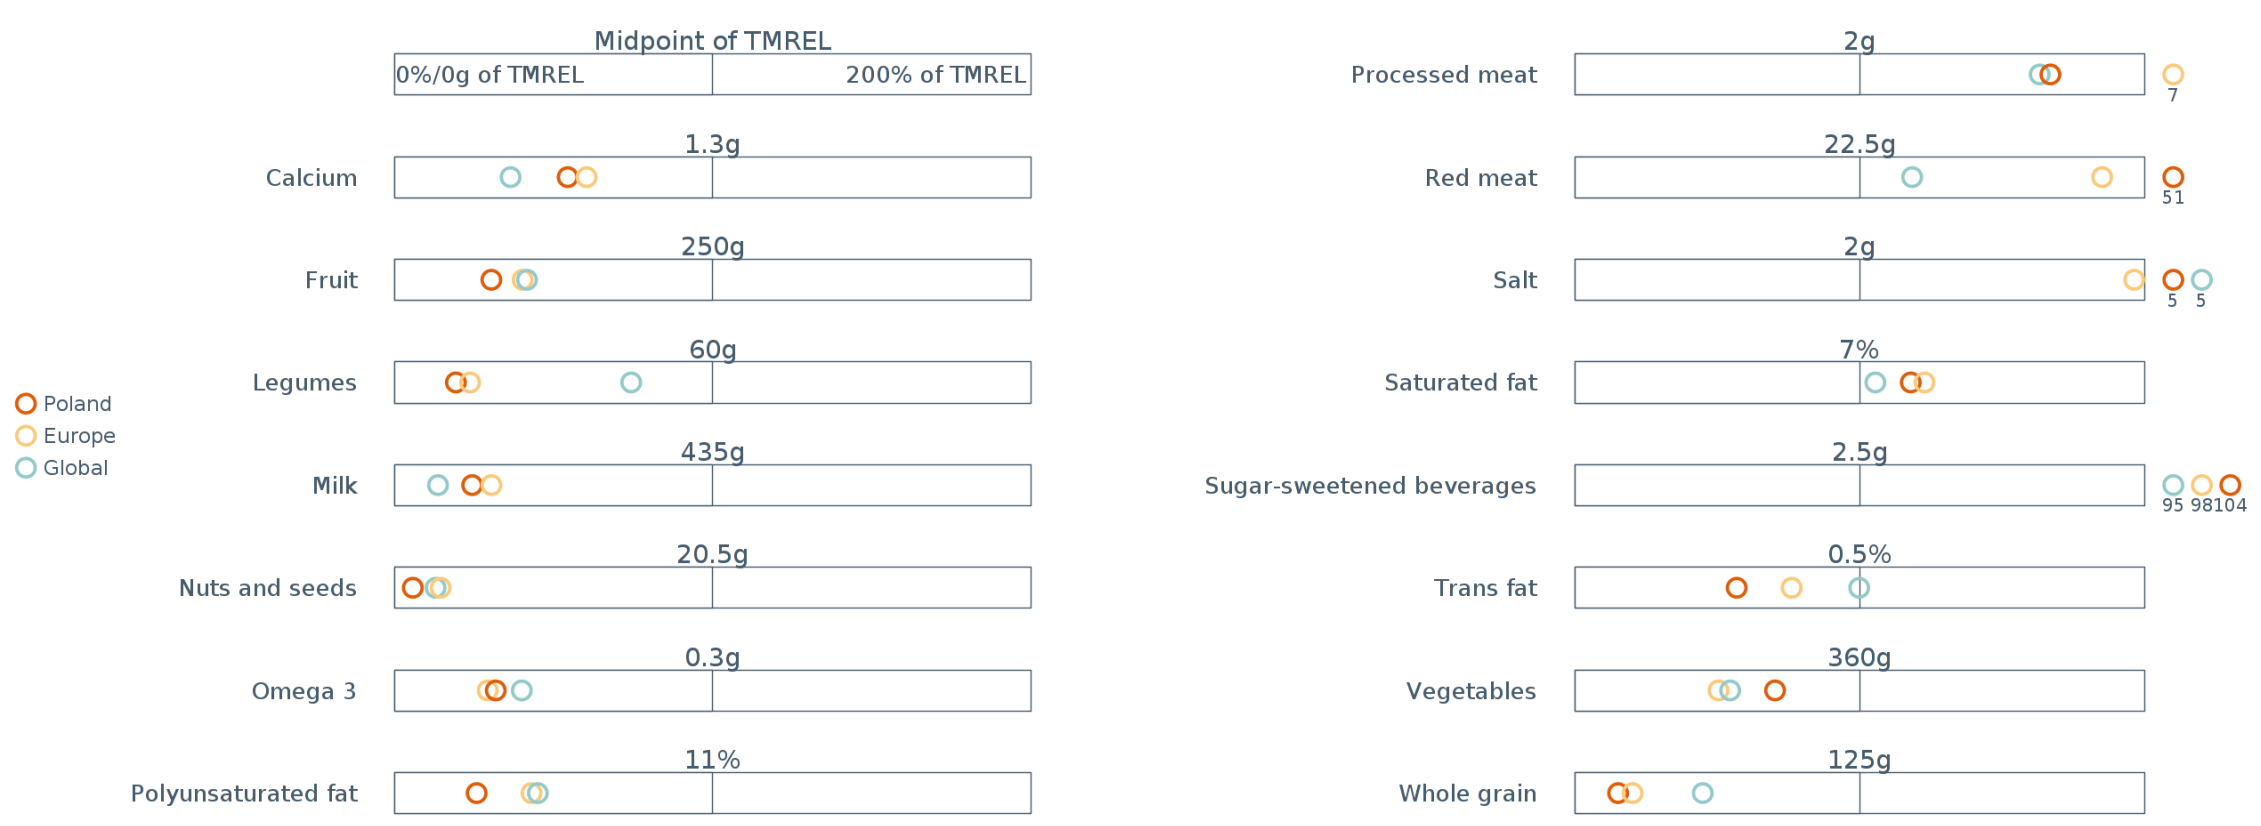 Midpoint of TMREL
0%/0g of TMREL 200% of TMREL
1.3g
Calcium
250g
Fruit
60g
Legumes
435g
Milk
20.5g
Nuts and seeds
0.3g
Omega 3
11%
Polyunsaturated fat
Poland
Europe
Global
2g
Processed meat
7
22.5g
Red meat
51
2g
Salt
5 5
7%
Saturated fat
2.5g
Sugar-sweetened beverages
95 98 104
0.5%
Trans fat
360g
Vegetables
125g
Whole grain